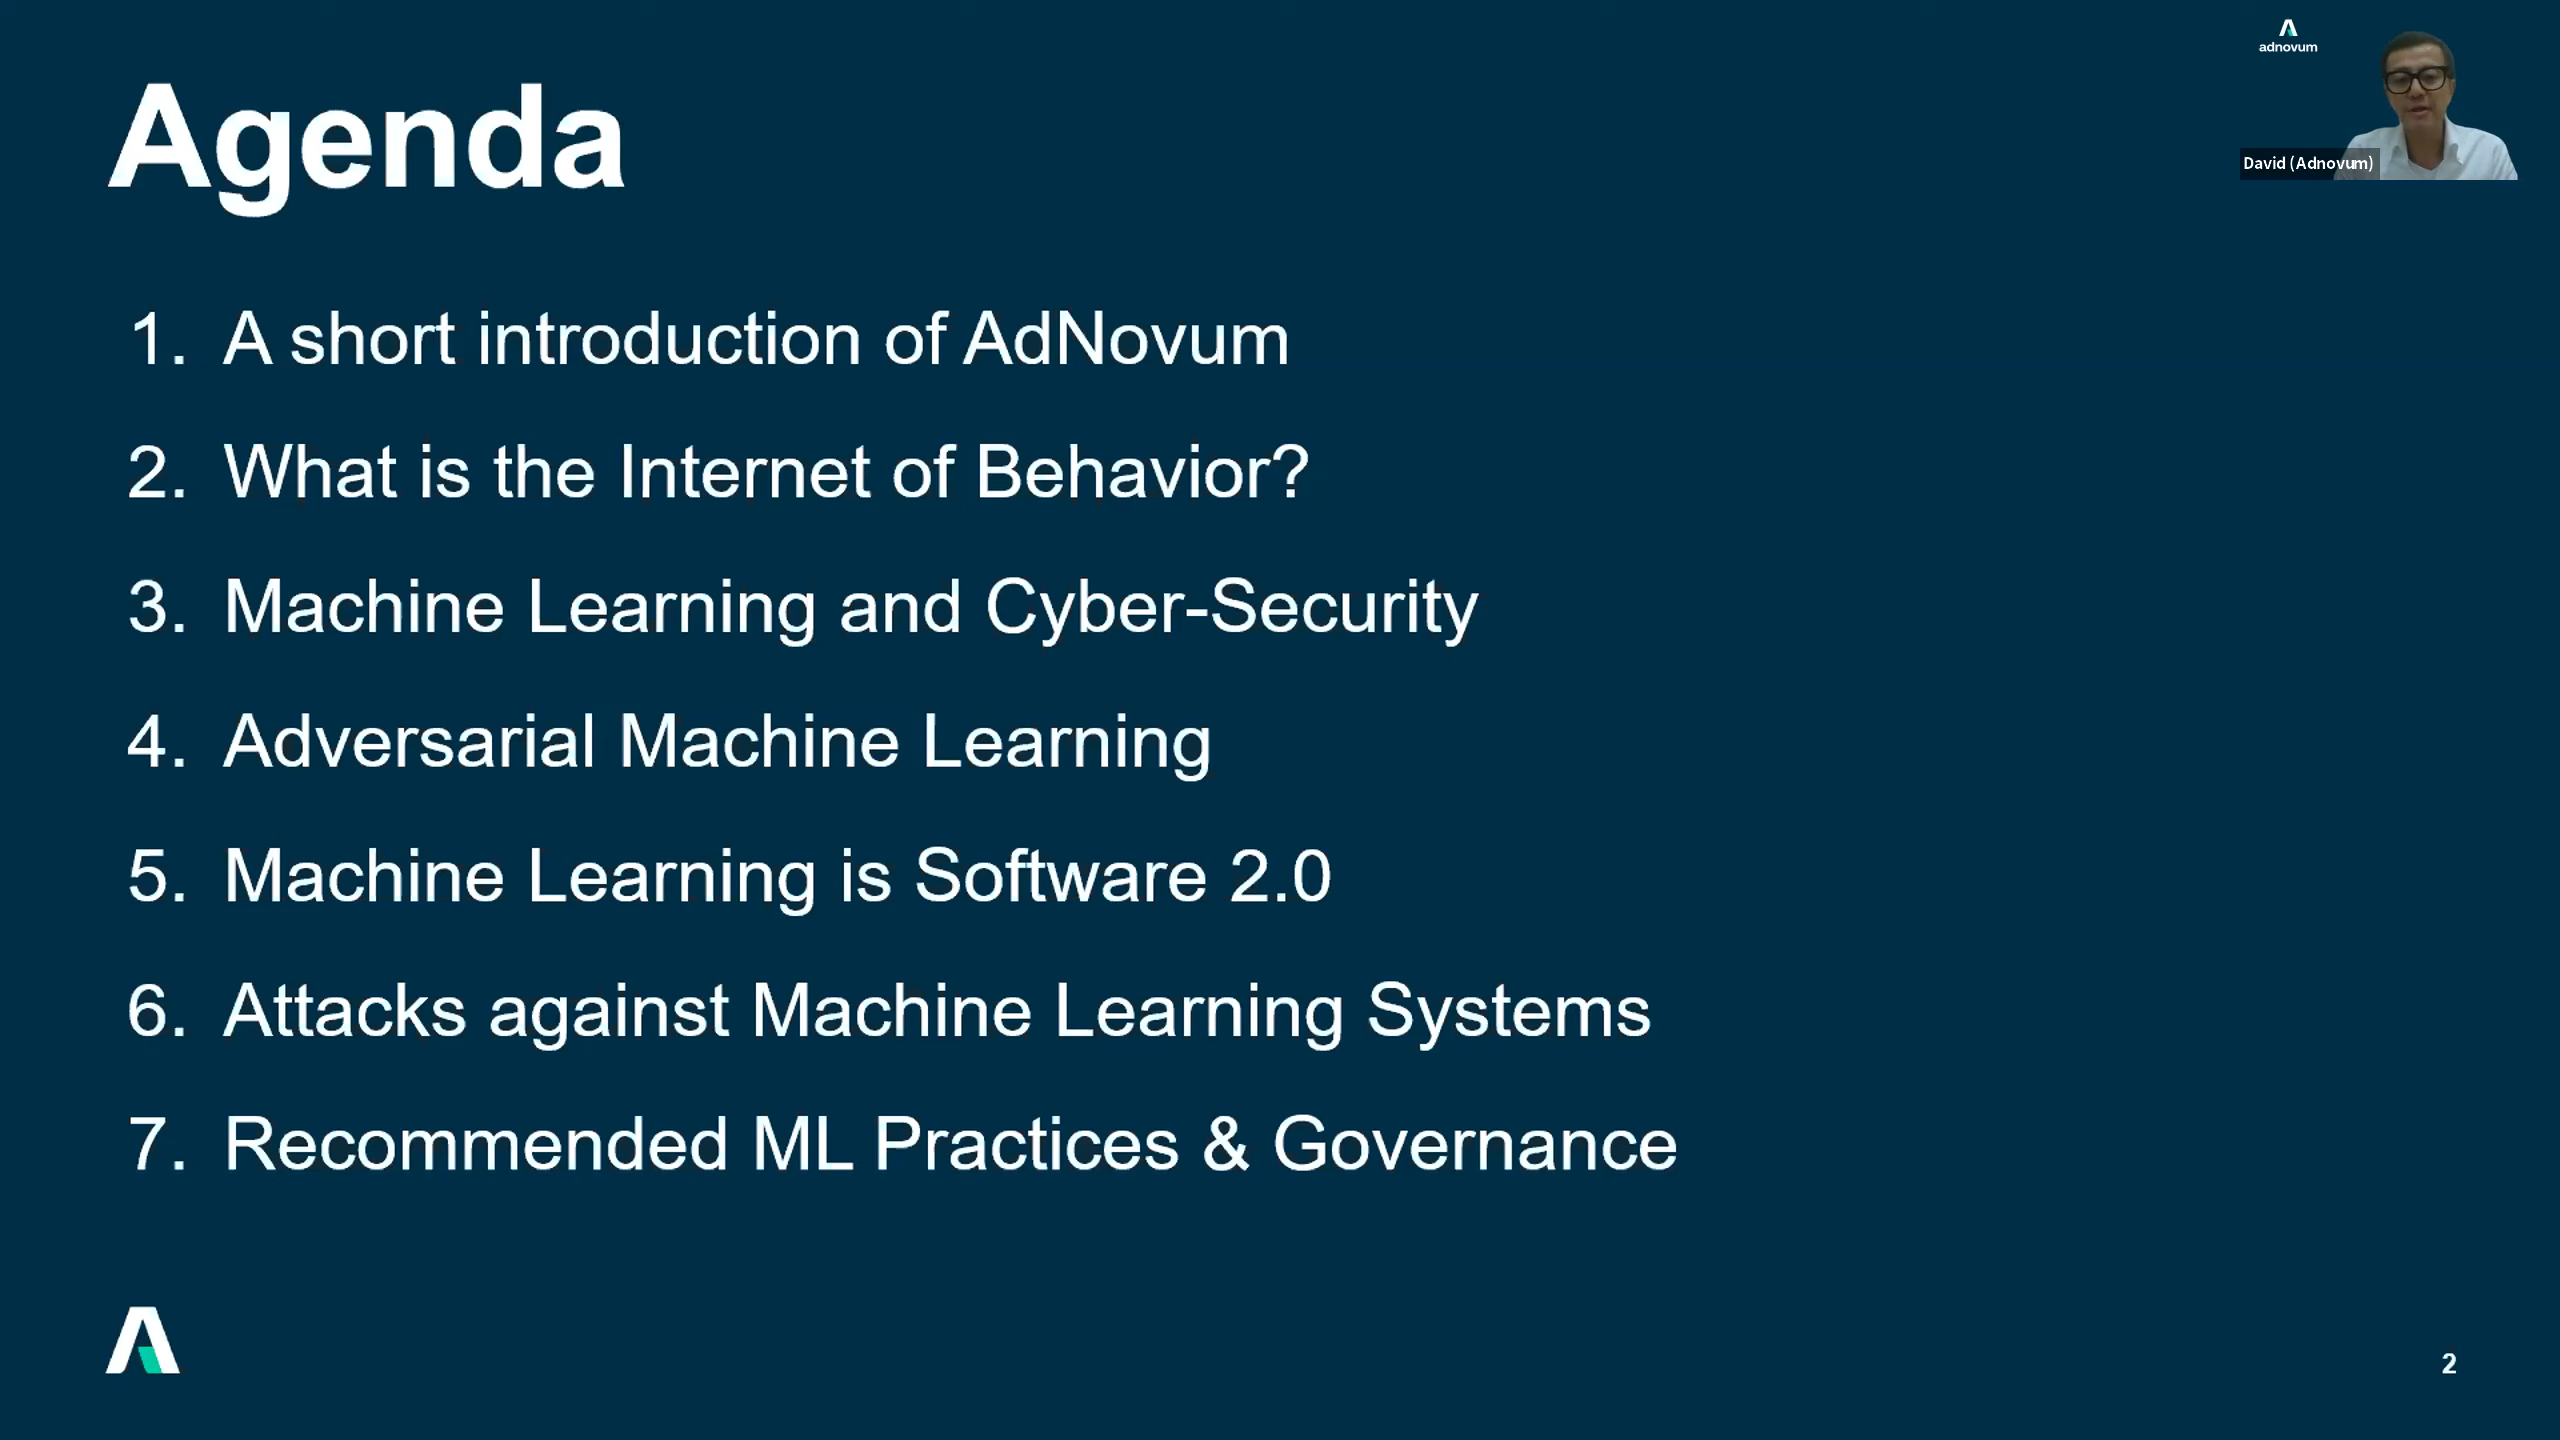 Agenda
adnovum
David (Adnovum)
1. A short introduction of AdNovum
2. What is the Internet of Behavior?
3. Machine Learning and Cyber-Security
4. Adversarial Machine Learning
5. Machine Learning is Software 2.0
6. Attacks against Machine Learning Systems
7. Recommended ML Practices & Governance
2